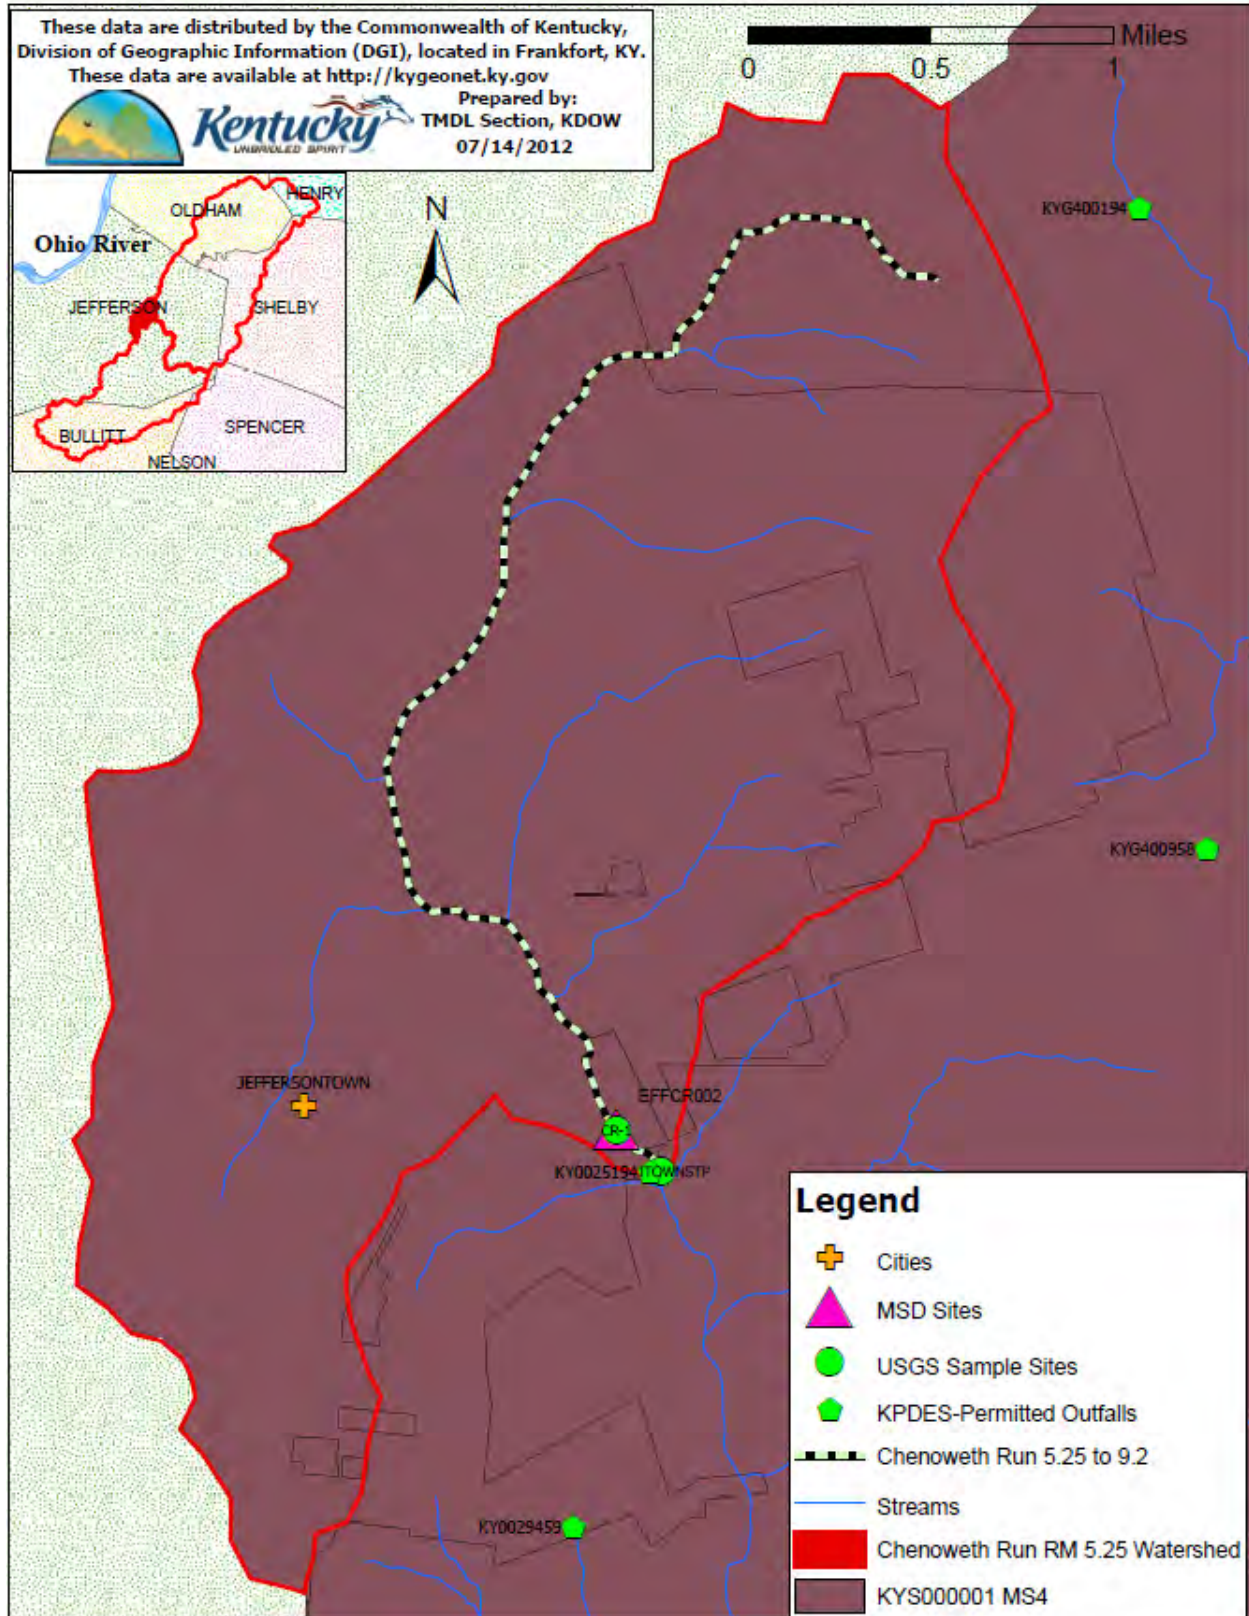 These data are distributed by the Commonwealth of Kentucky,
Division of Geographic Information (DGI), located in Frankfort, KY.
These data are available at http://kygeonet.ky.gov
Kentucky
UNBRIDLED SPIRIT
Prepared by:
TMDL Section, KDOW
07/14/2012
Miles
0 0.5 1
HENRY
OLDHAM
Ohio River
JEFFERSON
SHELBY
BULLITT
SPENCER
NELSON
N
KYG400194
KYG400958
JEFFERSONTOWN
EFFCR002
CR-1
KY0025194
JTOWNSTP
KY0029459
Legend
Cities
MSD Sites
USGS Sample Sites
KPDES-Permitted Outfalls
Chenoweth Run 5.25 to 9.2
Streams
Chenoweth Run RM 5.25 Watershed
KYS000001 MS4